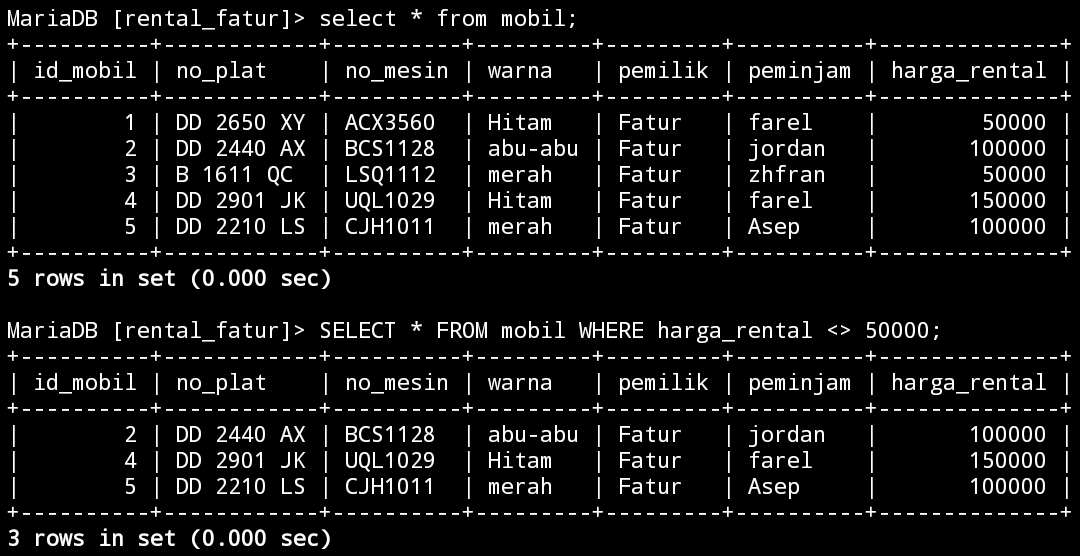 MariaDB [rental_fatur]> select * from mobil;
+----------+------------+----------+---------+---------+----------+--------------+
| id_mobil | no_plat    | no_mesin | warna   | pemilik | peminjam | harga_rental |
+----------+------------+----------+---------+---------+----------+--------------+
|        1 | DD 2650 XY | ACX3560  | Hitam   | Fatur   | farel    |        50000 |
|        2 | DD 2440 AX | BCS1128  | abu-abu | Fatur   | jordan   |       100000 |
|        3 | B 1611 QC  | LSQ1112  | merah   | Fatur   | zhfran   |        50000 |
|        4 | DD 2901 JK | UQL1029  | Hitam   | Fatur   | farel    |       150000 |
|        5 | DD 2210 LS | CJH1011  | merah   | Fatur   | Asep     |       100000 |
+----------+------------+----------+---------+---------+----------+--------------+
5 rows in set (0.000 sec)

MariaDB [rental_fatur]> SELECT * FROM mobil WHERE harga_rental <> 50000;
+----------+------------+----------+---------+---------+----------+--------------+
| id_mobil | no_plat    | no_mesin | warna   | pemilik | peminjam | harga_rental |
+----------+------------+----------+---------+---------+----------+--------------+
|        2 | DD 2440 AX | BCS1128  | abu-abu | Fatur   | jordan   |       100000 |
|        4 | DD 2901 JK | UQL1029  | Hitam   | Fatur   | farel    |       150000 |
|        5 | DD 2210 LS | CJH1011  | merah   | Fatur   | Asep     |       100000 |
+----------+------------+----------+---------+---------+----------+--------------+
3 rows in set (0.000 sec)